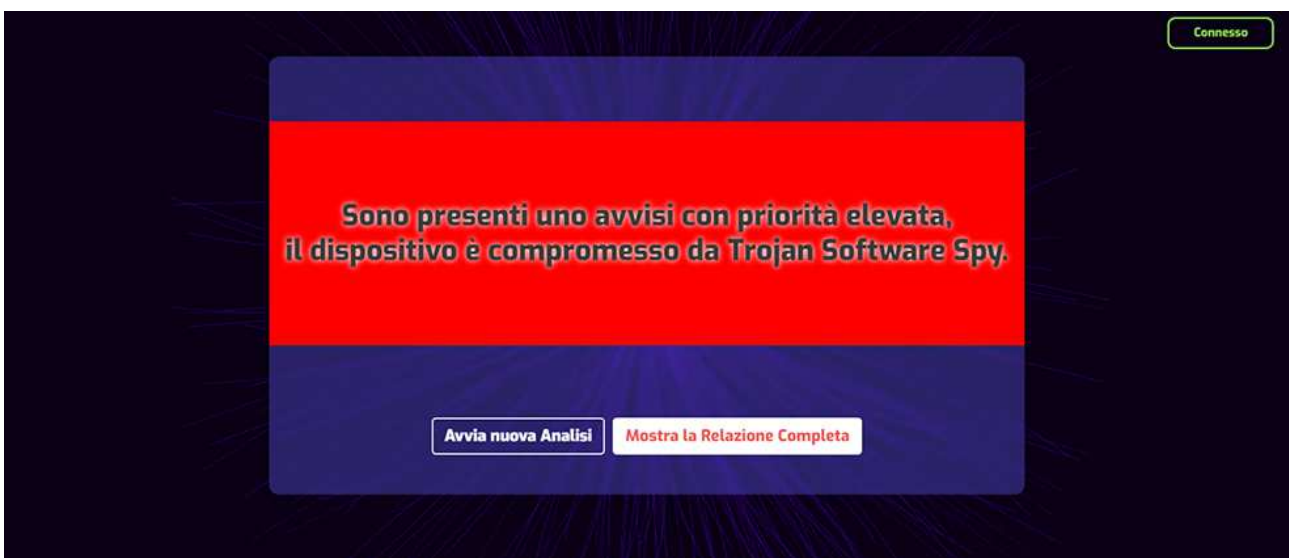 Connesso
Sono presenti uno avvisi con priorità elevata,
il dispositivo è compromesso da Trojan Software Spy.
Avvia nuova Analisi
Mostra la Relazione Completa